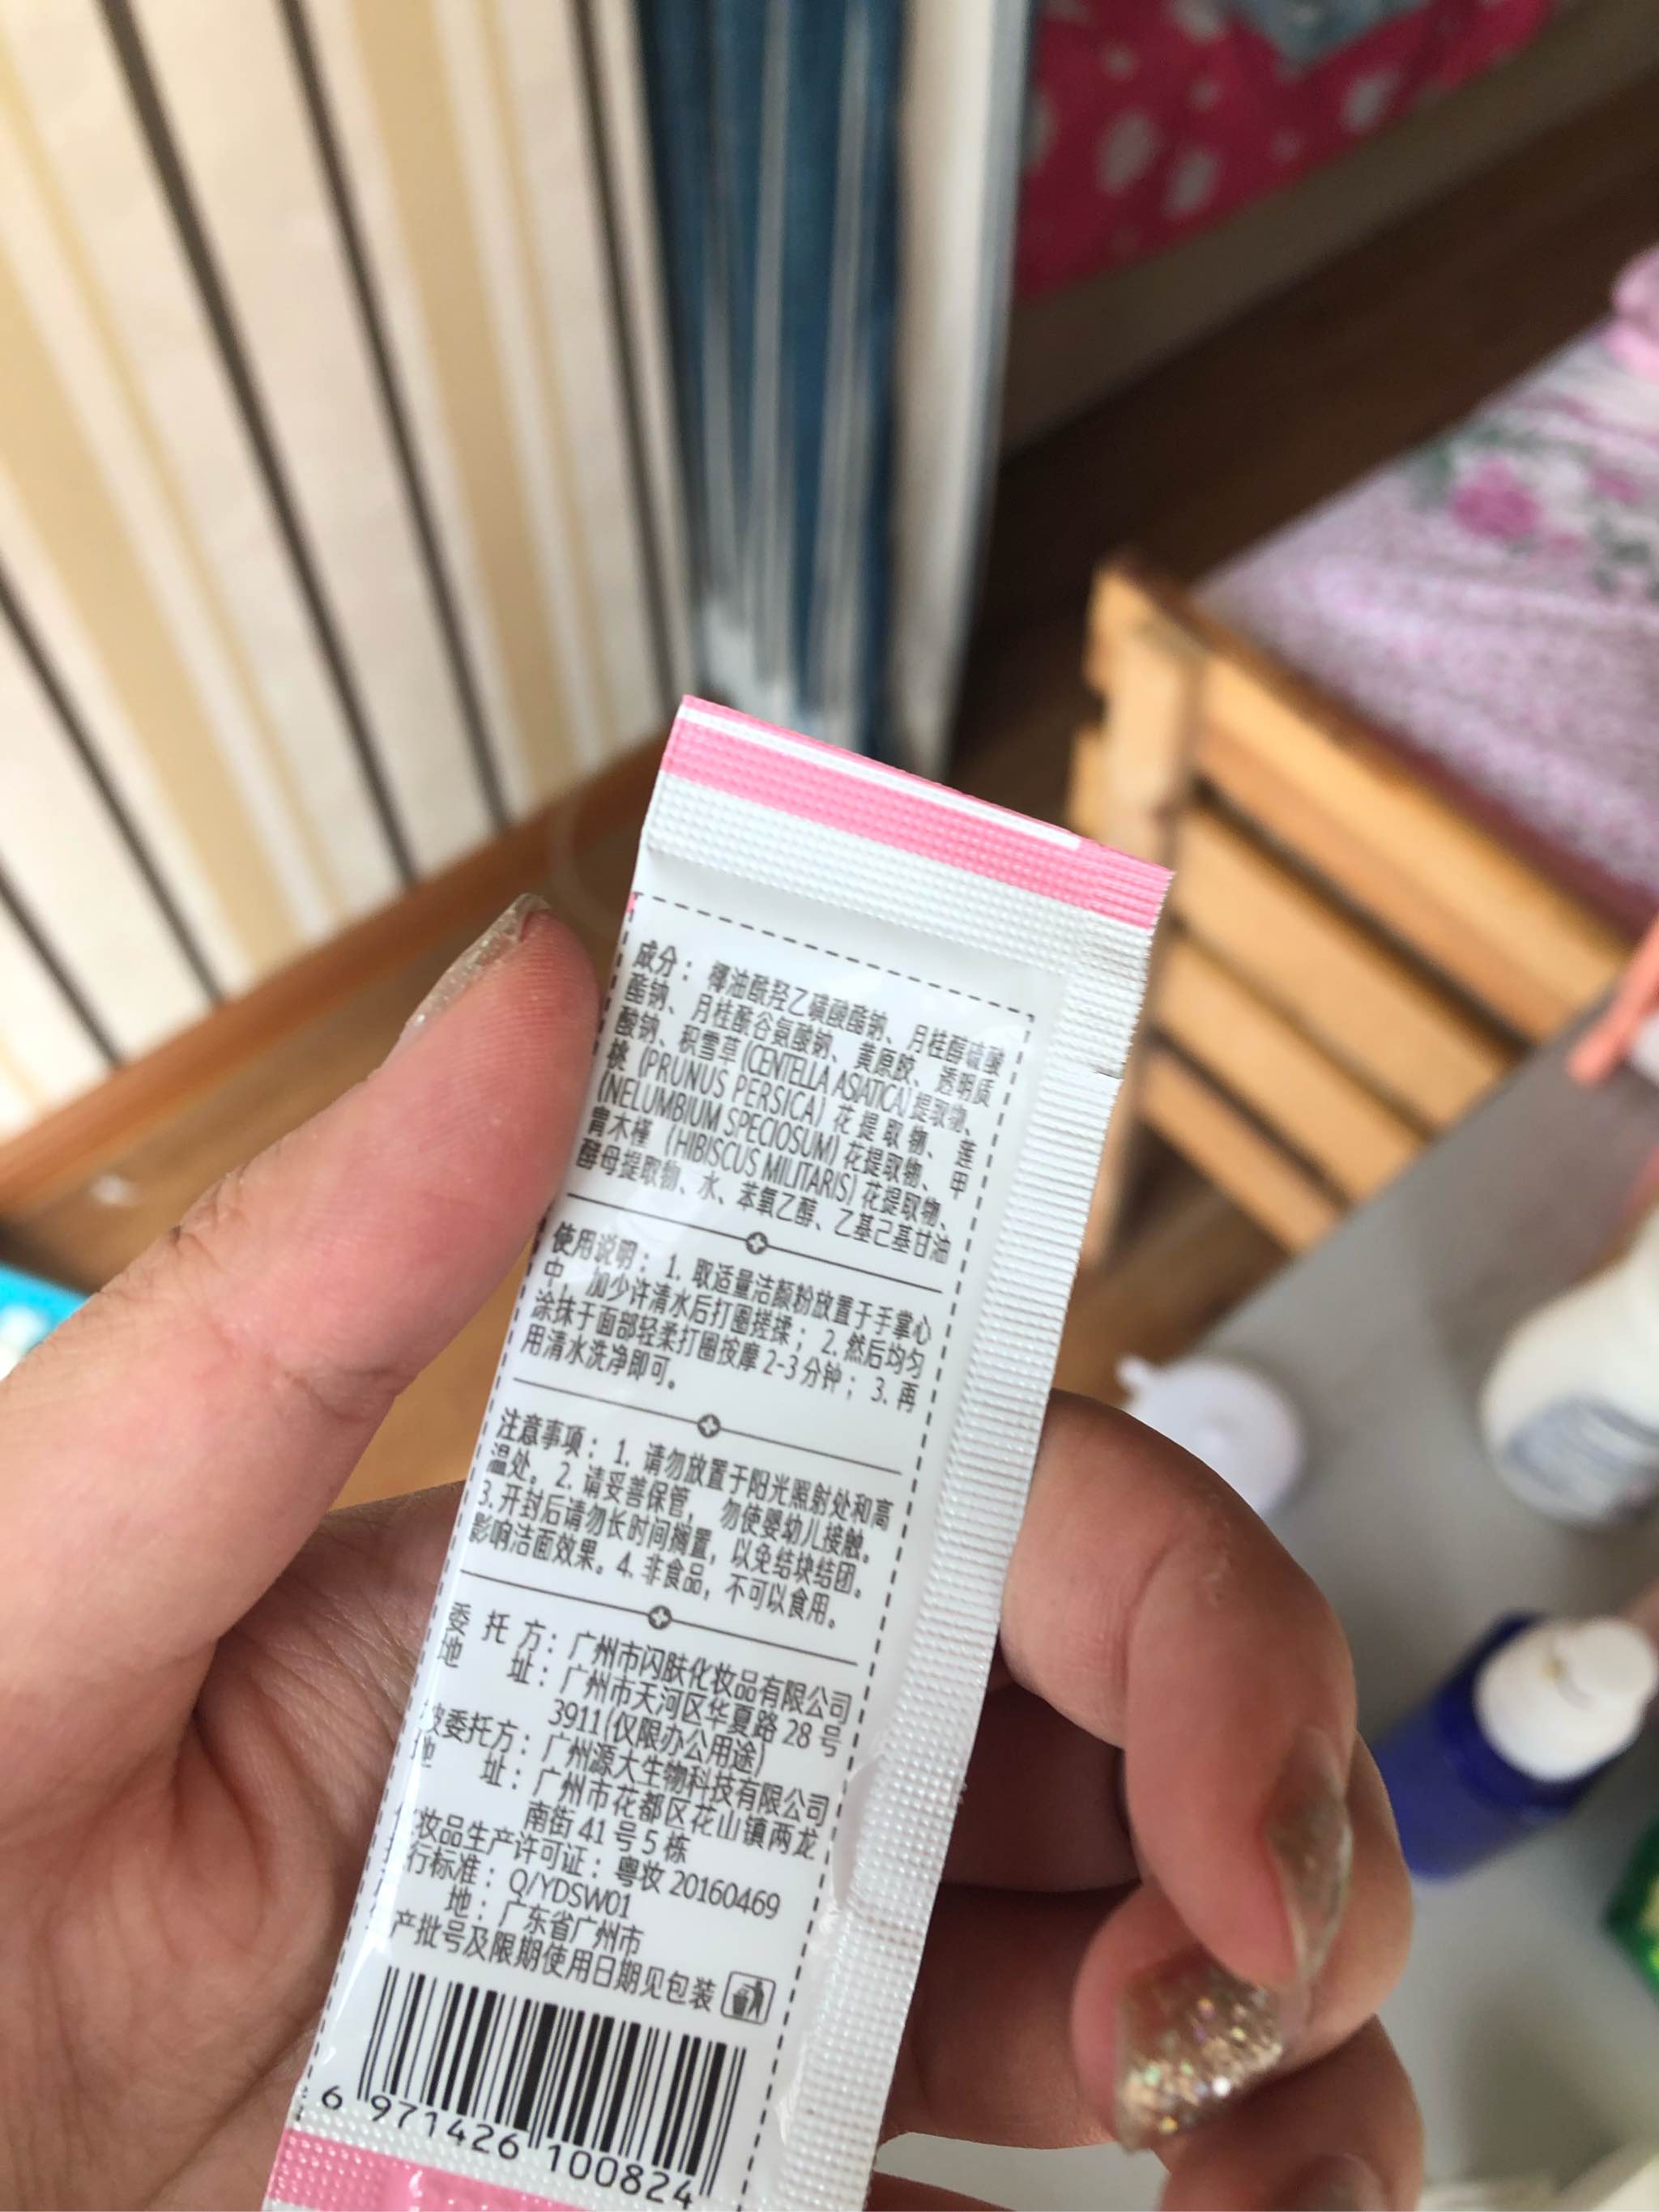 成分：椰油酰羟乙磺酸酯钠、月桂醇硫酸
酯钠、月桂酰谷氨酸钠、黄原胶、透明质
酸钠、积雪草(CENTELLA ASIATICA)提取物、
桃(PRUNUS PERSICA)花提取物、莲
(NELUMBIUM SPECIOSUM)花提取物、甲
青木槿(HIBISCUS MILITARIS)花提取物、
酵母提取物、水、苯氧乙醇、乙基己基甘油
使用说明：1. 取适量洁颜粉放置于手掌心
中，加少许清水后打圈搓揉；2. 然后均匀
涂抹于面部轻柔打圈按摩2-3分钟；3. 再
用清水洗净即可。
注意事项：1. 请勿放置于阳光照射处和高
温处。2. 请妥善保管，勿使婴幼儿接触。
3. 开封后请勿长时间搁置，以免结块结团。
影响洁面效果。4. 非食品，不可以食用。
委托方：广州市闪肤化妆品有限公司
地址：广州市天河区华夏路28号
3911(仅限办公用途)
被委托方：广州源大生物科技有限公司
地址：广州市花都区花山镇两龙
南街41号5栋
妆品生产许可证：粤妆20160469
行标准：Q/YDSW01
地：广东省广州市
产批号及限期使用日期见包装
6 971426 100824